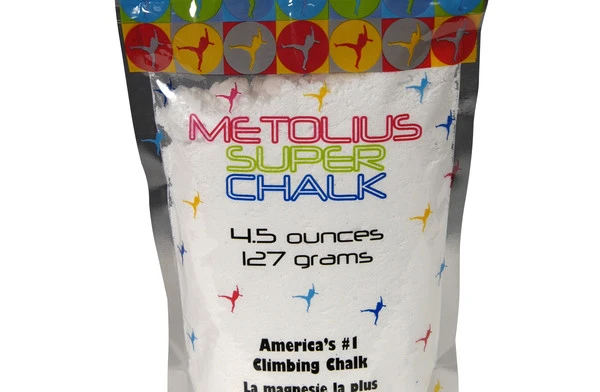 METOLIUS
SUPER
CHALK
4.5 ounces
127 grams
America's #1
Climbing Chalk
La magnesie la plus